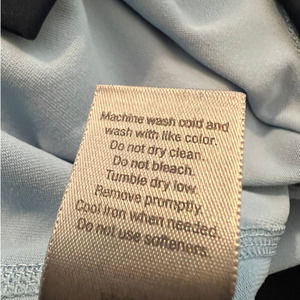 Machine wash cold and
wash with like color.
Do not dry clean.
Do not bleach.
Tumble dry low.
Remove promptly.
Cool iron when needed.
Do not use softeners.